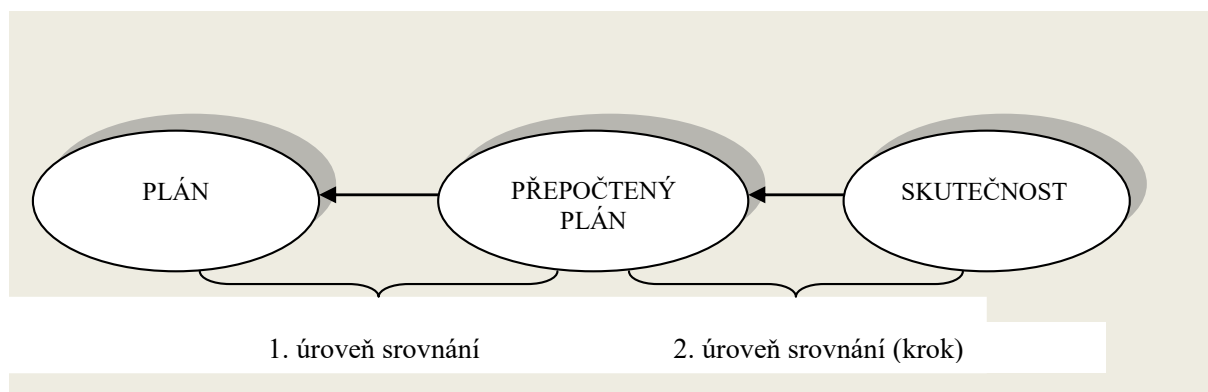 PLÁN
PŘEPOČTENÝ
PLÁN
SKUTEČNOST
1. úroveň srovnání
2. úroveň srovnání (krok)